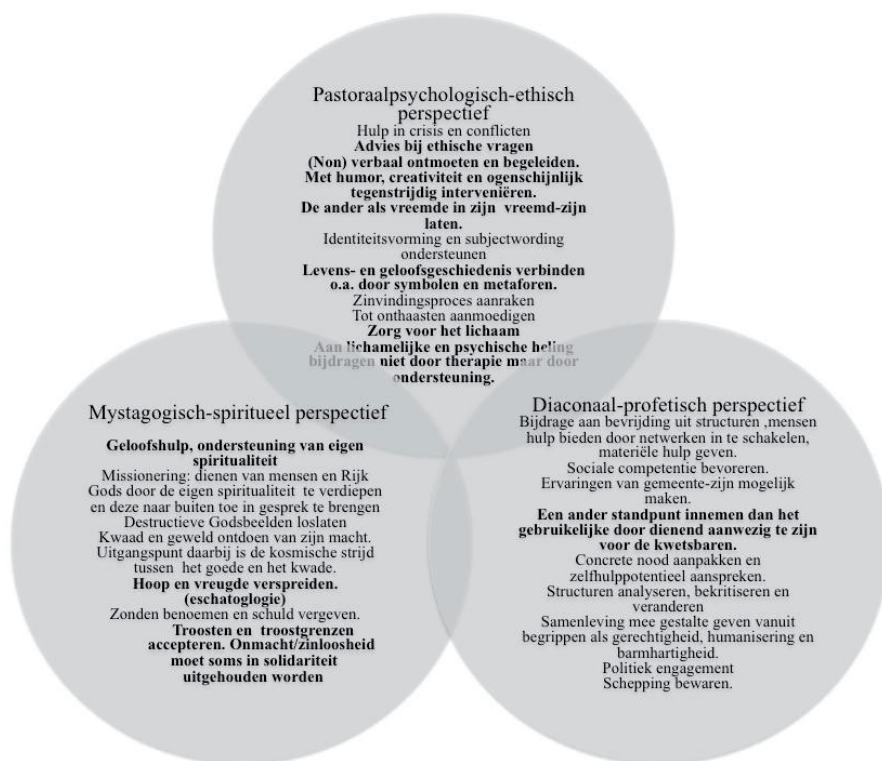 Pastoraalpsychologisch-ethisch
perspectief
Hulp in crisis en conflicten
Advies bij ethische vragen
(Non) verbaal ontmoeten en begeleiden.
Met humor, creativiteit en ogenschijnlijk
tegenstrijdig interveniëren.
De ander als vreemde in zijn vreemd-zijn
laten.
Identiteitsvorming en subjectwording
ondersteunen
Levens- en geloofsgeschiedenis verbinden
o.a. door symbolen en metaforen.
Zinvindingsproces aanraken
Tot onthaasten aanmoedigen
Zorg voor het lichaam
Aan lichamelijke en psychische heling
bijdragen niet door therapie maar door
ondersteuning.
Mystagogisch-spiritueel perspectief
Geloofshulp, ondersteuning van eigen
spiritualiteit
Missionering: dienen van mensen en Rijk
Gods door de eigen spiritualiteit te verdiepen
en deze naar buiten toe in gesprek te brengen
Destructieve Godsbeelden loslaten
Kwaad en geweld ontdoen van zijn macht.
Uitgangspunt daarbij is de kosmische strijd
tussen het goede en het kwade.
Hoop en vreugde verspreiden.
(eschatoglogie)
Zonden benoemen en schuld vergeven.
Troosten en troostgrenzen
accepteren. Onmacht/zinloosheid
moet soms in solidariteit
uitgehouden worden
Diaconaal-profetisch perspectief
Bijdrage aan bevrijding uit structuren ,mensen
hulp bieden door netwerken in te schakelen,
materiële hulp geven.
Sociale competentie bevoreren.
Ervaringen van gemeente-zijn mogelijk
maken.
Een ander standpunt innemen dan het
gebruikelijke door dienend aanwezig te zijn
voor de kwetsbaren.
Concrete nood aanpakken en
zelfhulppotentieel aanspreken.
Structuren analyseren, bekritiseren en
veranderen
Samenleving mee gestalte geven vanuit
begrippen als gerechtigheid, humanisering en
barmhartigheid.
Politiek engagement
Schepping bewaren.